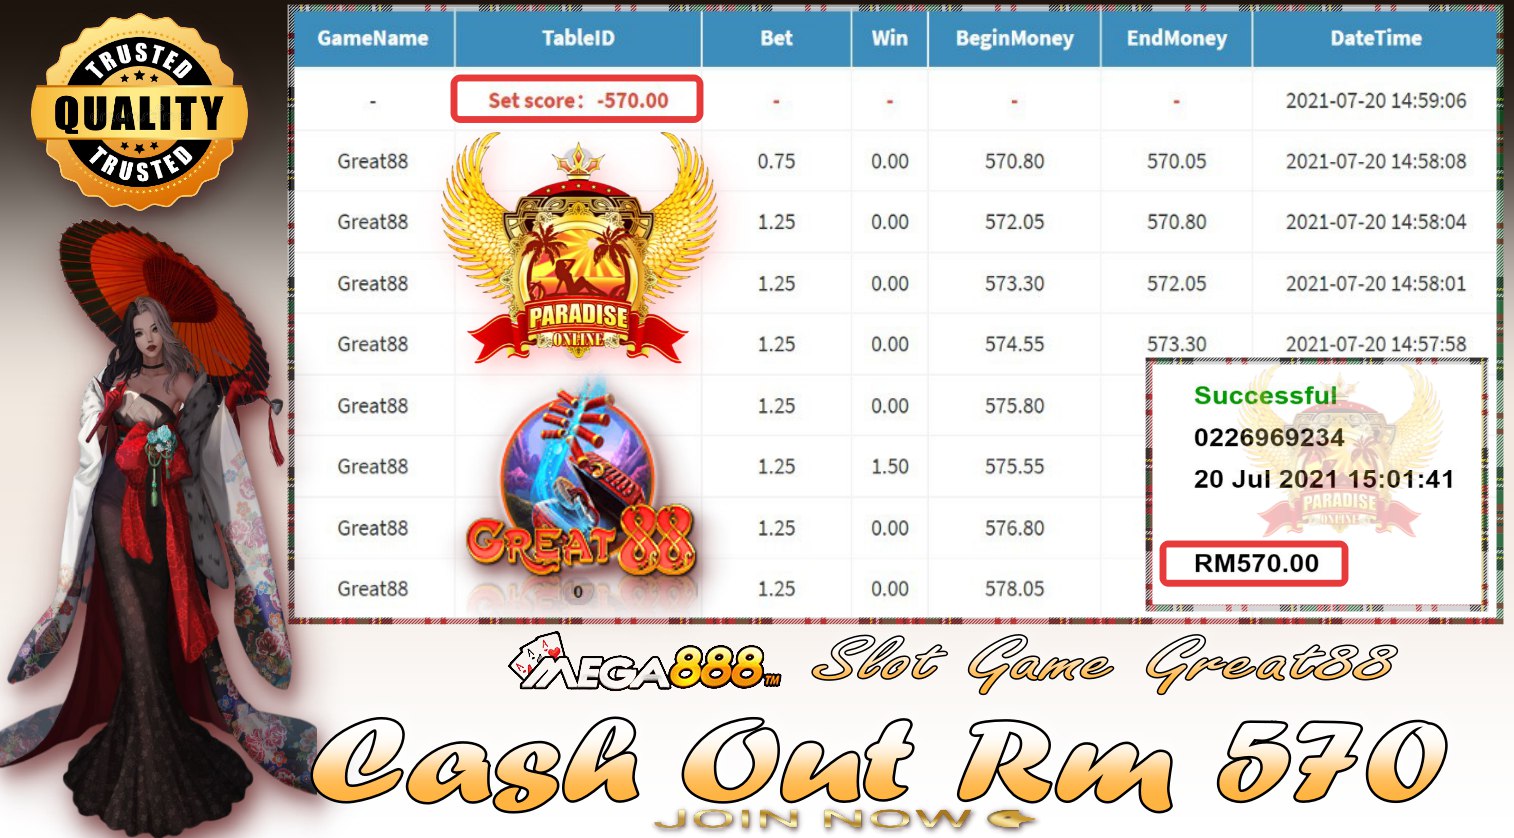 TRUSTED
QUALITY
TRUSTED
GameName TableID Bet Win BeginMoney EndMoney DateTime
- Set score: -570.00 - - - - 2021-07-20 14:59:06
Great88 0.75 0.00 570.80 570.05 2021-07-20 14:58:08
Great88 1.25 0.00 572.05 570.80 2021-07-20 14:58:04
Great88 1.25 0.00 573.30 572.05 2021-07-20 14:58:01
Great88 1.25 0.00 574.55 573.30 2021-07-20 14:57:58
Great88 1.25 0.00 575.80
Great88 1.25 1.50 575.55
Great88 1.25 0.00 576.80
Great88 1.25 0.00 578.05
PARADISE
ONLINE
GREAT88
0
Successful
0226969234
20 Jul 2021 15:01:41
PARADISE
ONLINE
RM570.00
MEGA888 TM Slot Game Great88
Cash Out Rm 570
JOIN NOW